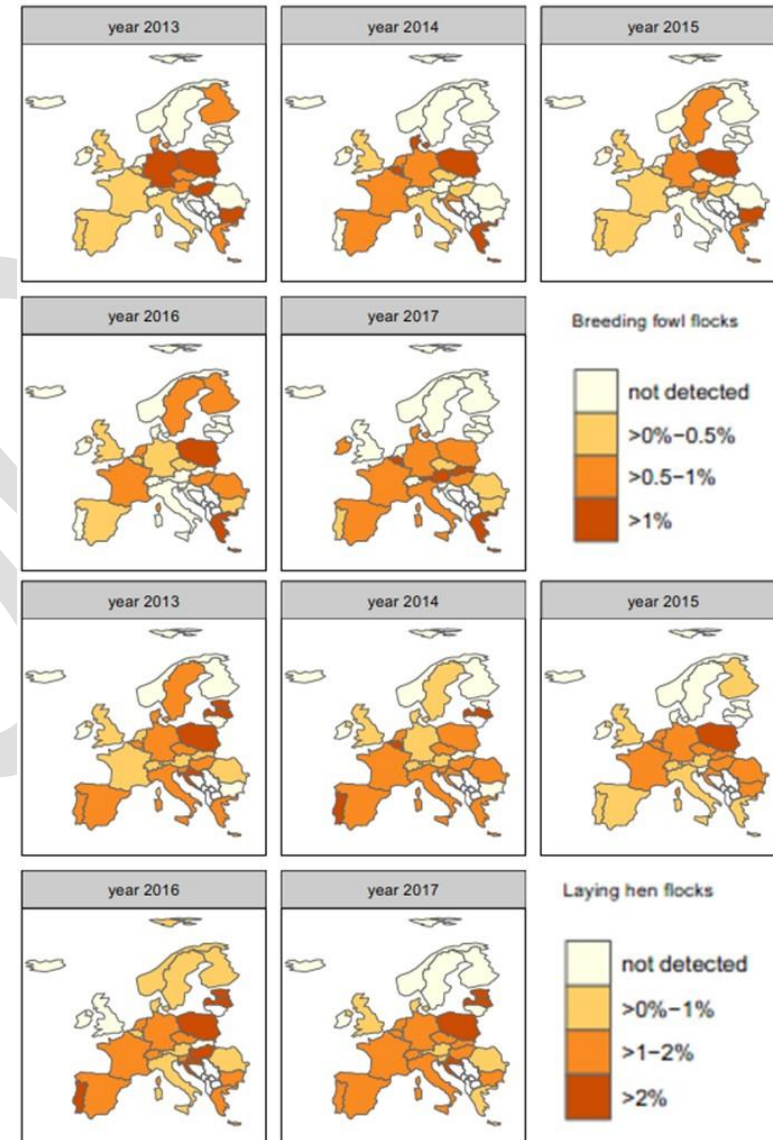 year 2013
year 2014
year 2015
year 2016
year 2017
Breeding fowl flocks
not detected
>0%−0.5%
>0.5−1%
>1%
year 2013
year 2014
year 2015
year 2016
year 2017
Laying hen flocks
not detected
>0%−1%
>1−2%
>2%